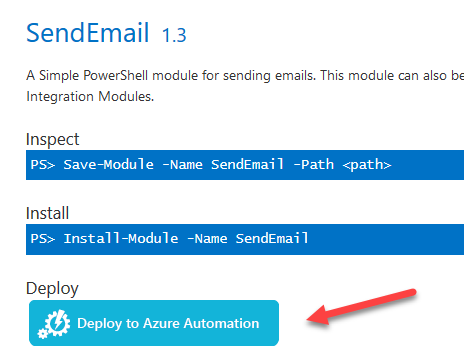 SendEmail 1.3
A Simple PowerShell module for sending emails. This module can also be
Integration Modules.
Inspect
PS> Save-Module -Name SendEmail -Path <path>
Install
PS> Install-Module -Name SendEmail
Deploy
Deploy to Azure Automation